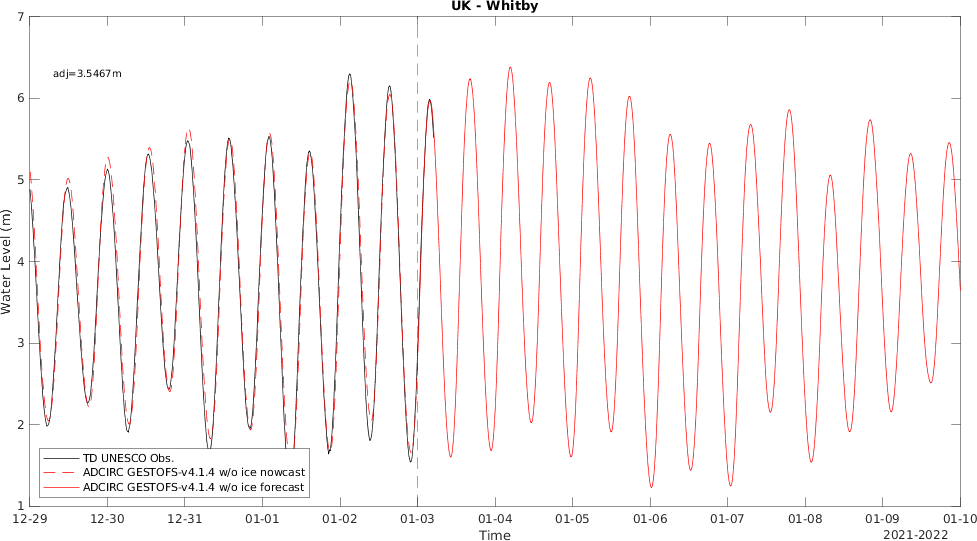 UK - Whitby
adj=3.5467m
Water Level (m)
7
6
5
4
3
2
1
TD UNESCO Obs.
ADCIRC GESTOFS-v4.1.4 w/o ice nowcast
ADCIRC GESTOFS-v4.1.4 w/o ice forecast
12-29 12-30 12-31 01-01 01-02 01-03 01-04 01-05 01-06 01-07 01-08 01-09 01-10
Time
2021-2022